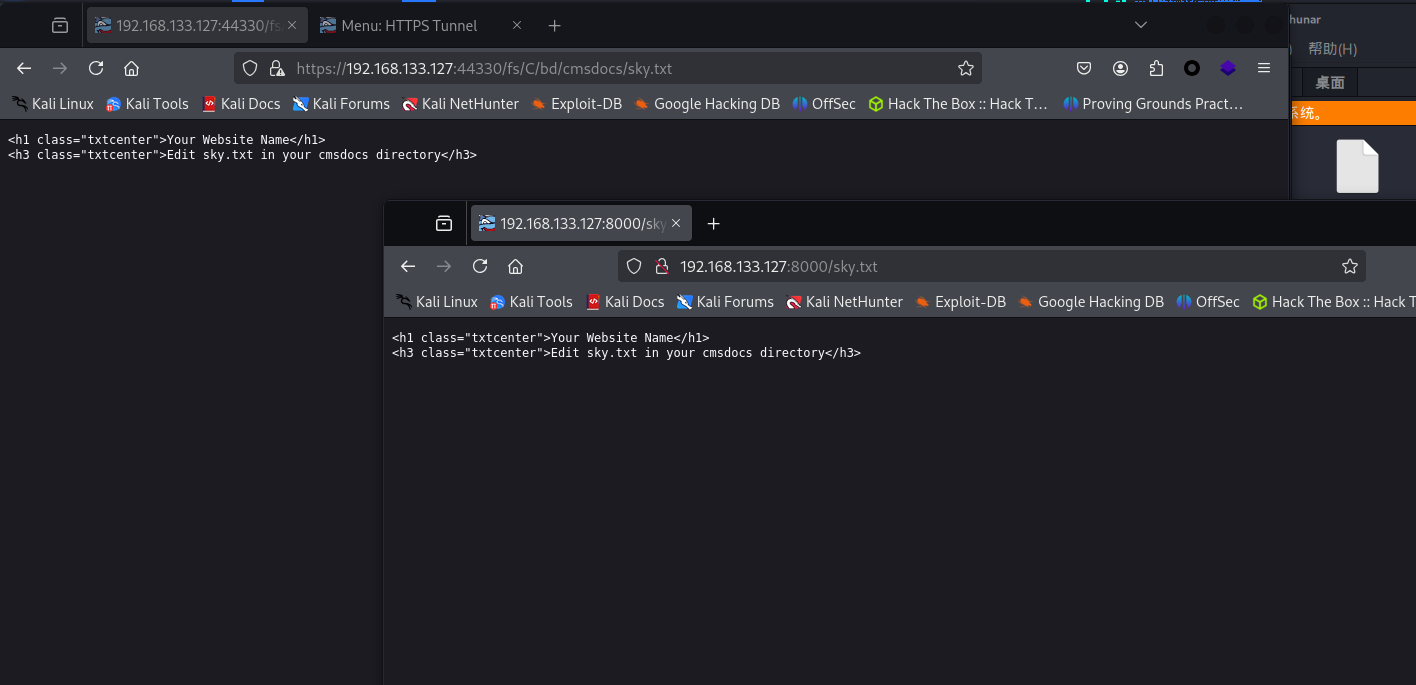 hunar
192.168.133.127:44330/fs
Menu: HTTPS Tunnel
帮助(H)
https://192.168.133.127:44330/fs/C/bd/cmsdocs/sky.txt
桌面
Kali Linux Kali Tools Kali Docs Kali Forums Kali NetHunter Exploit-DB Google Hacking DB OffSec Hack The Box :: Hack T… Proving Grounds Pract…
系统。
<h1 class="txtcenter">Your Website Name</h1>
<h3 class="txtcenter">Edit sky.txt in your cmsdocs directory</h3>
192.168.133.127:8000/sky
192.168.133.127:8000/sky.txt
Kali Linux Kali Tools Kali Docs Kali Forums Kali NetHunter Exploit-DB Google Hacking DB OffSec Hack The Box :: Hack T
<h1 class="txtcenter">Your Website Name</h1>
<h3 class="txtcenter">Edit sky.txt in your cmsdocs directory</h3>